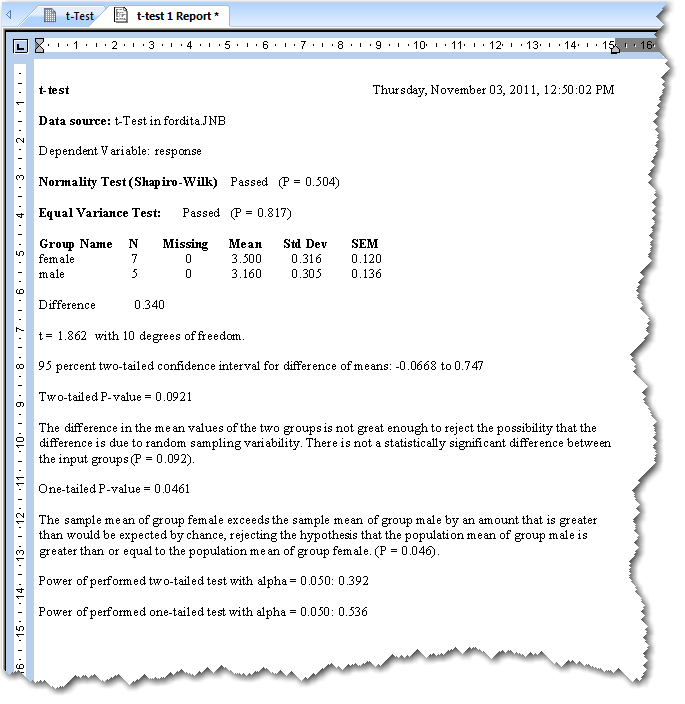 t-Test t-test 1 Report *
1 2 3 4 5 6 7 8 9 10 11 12 13 14 15 16
t-test Thursday, November 03, 2011, 12:50:02 PM
Data source: t-Test in fordita.JNB
Dependent Variable: response
Normality Test (Shapiro-Wilk) Passed (P = 0.504)
Equal Variance Test: Passed (P = 0.817)
Group Name N Missing Mean Std Dev SEM
female 7 0 3.500 0.316 0.120
male 5 0 3.160 0.305 0.136
Difference 0.340
t = 1.862 with 10 degrees of freedom.
95 percent two-tailed confidence interval for difference of means: -0.0668 to 0.747
Two-tailed P-value = 0.0921
The difference in the mean values of the two groups is not great enough to reject the possibility that the
difference is due to random sampling variability. There is not a statistically significant difference between
the input groups (P = 0.092).
One-tailed P-value = 0.0461
The sample mean of group female exceeds the sample mean of group male by an amount that is greater
than would be expected by chance, rejecting the hypothesis that the population mean of group male is
greater than or equal to the population mean of group female. (P = 0.046).
Power of performed two-tailed test with alpha = 0.050: 0.392
Power of performed one-tailed test with alpha = 0.050: 0.536
1 2 3 4 5 6 7 8 9 10 11 12 13 14 15 16